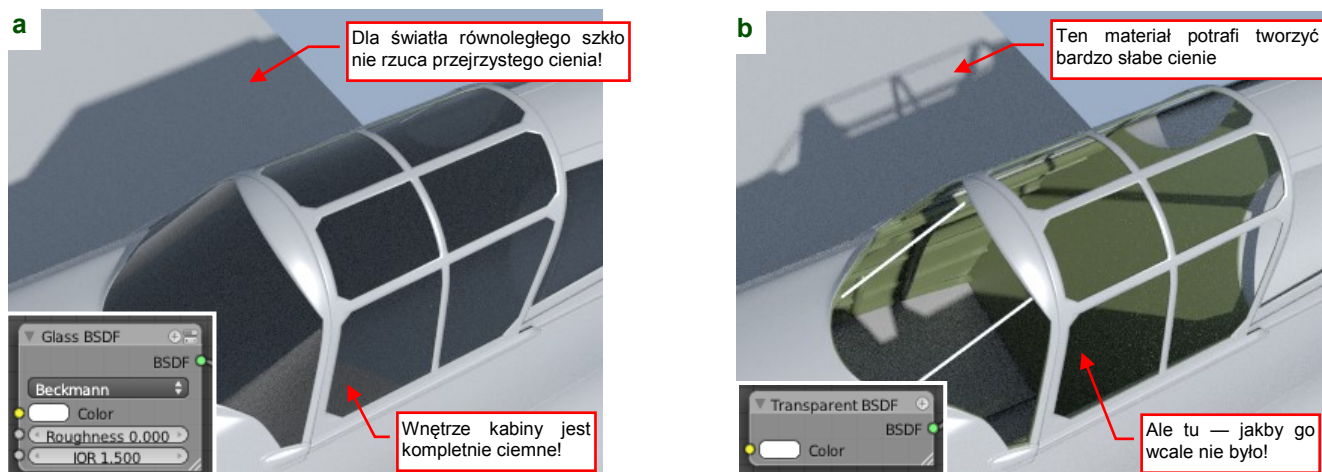 a
Dla światła równoległego szkło
nie rzuca przejrzystego cienia!
Glass BSDF
BSDF
Beckmann
Color
Roughness 0.000
IOR 1.500
Wnętrze kabiny jest
kompletnie ciemne!
b
Ten materiał potrafi tworzyć
bardzo słabe cienie
Transparent BSDF
BSDF
Color
Ale tu — jakby go
wcale nie było!